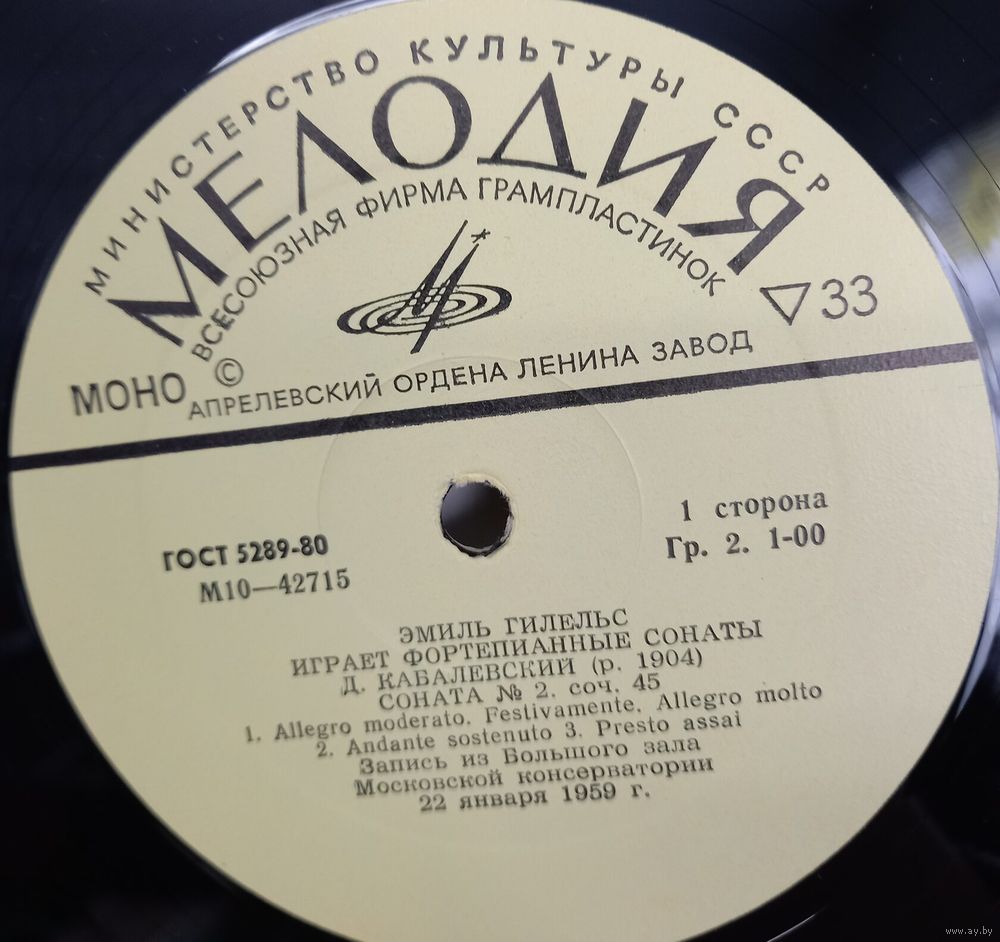 МИНИСТЕРСТВО КУЛЬТУРЫ СССР
МЕЛОДИЯ
ВСЕСОЮЗНАЯ ФИРМА ГРАМПЛАСТИНОК
▽33
МОНО
©
АПРЕЛЕВСКИЙ ОРДЕНА ЛЕНИНА ЗАВОД
ГОСТ 5289-80
М10—42715
1 сторона
Гр. 2. 1-00
ЭМИЛЬ ГИЛЕЛЬС
ИГРАЕТ ФОРТЕПИАННЫЕ СОНАТЫ
Д. КАБАЛЕВСКИЙ (р. 1904)
СОНАТА № 2, соч. 45
1. Allegro moderato. Festivamente. Allegro molto
2. Andante sostenuto 3. Presto assai
Запись из Большого зала
Московской консерватории
22 января 1959 г.
www.ay.by